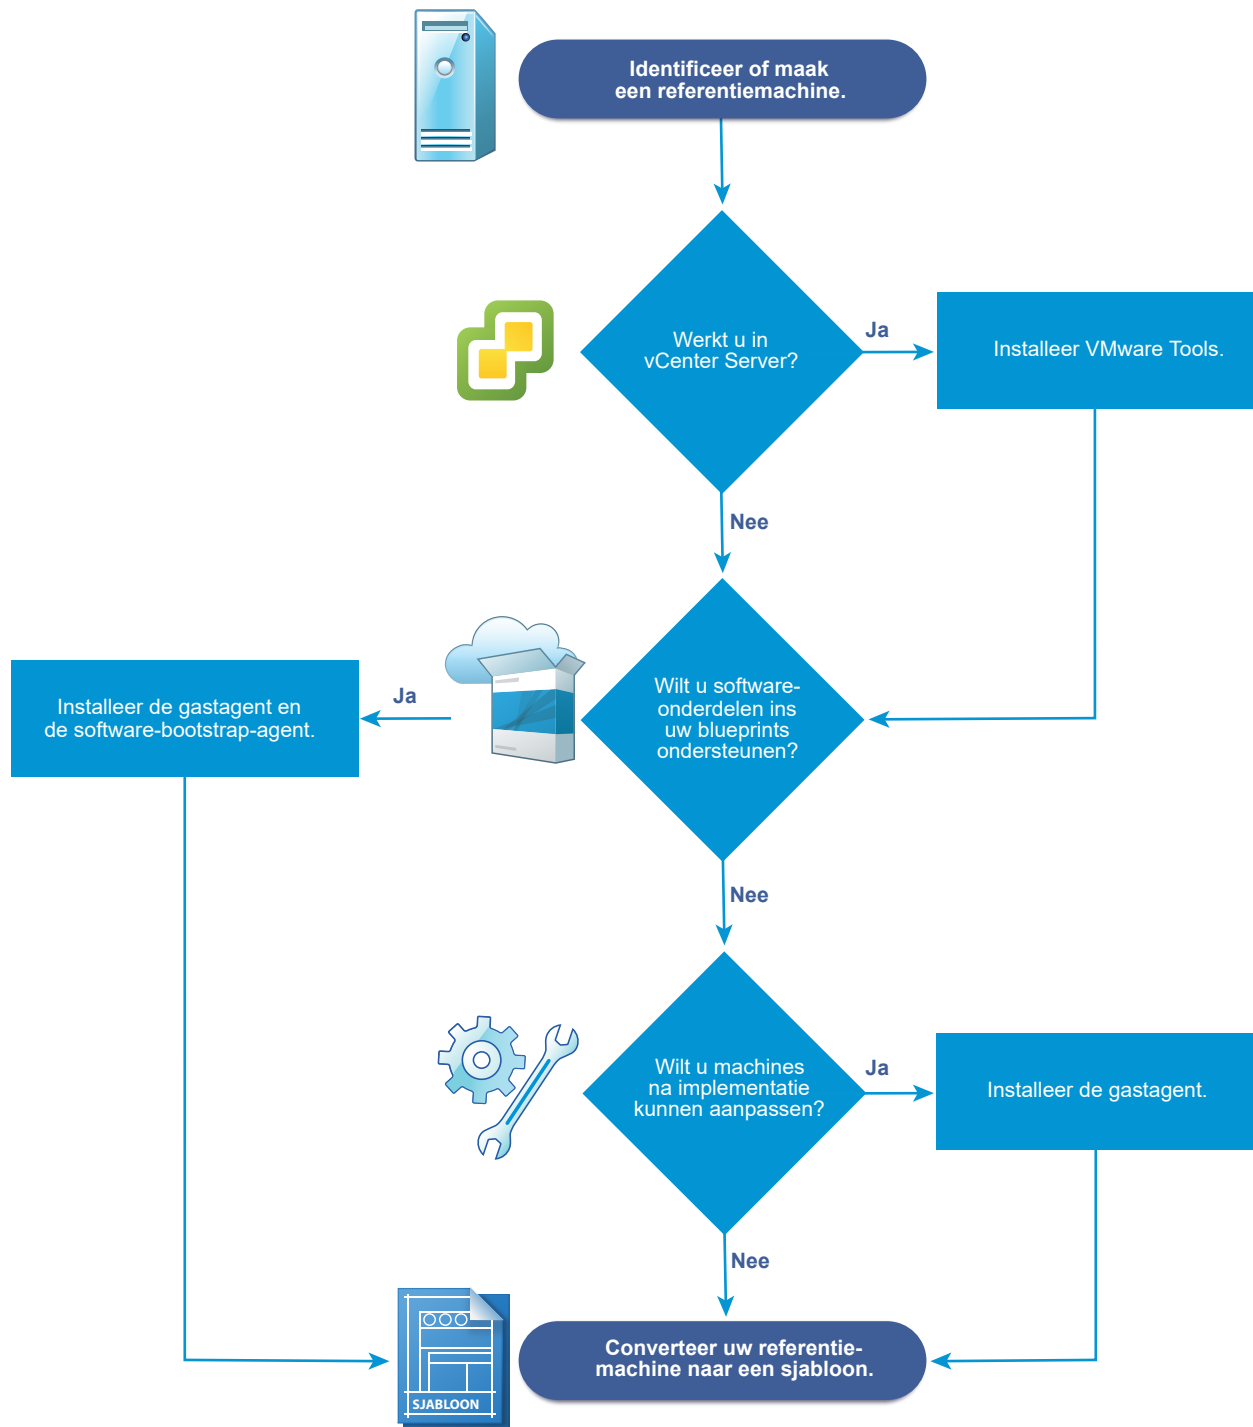 Identificeer of maak
een referentiemachine.
Werkt u in
vCenter Server?
Ja
Installeer VMware Tools.
Nee
Wilt u software-
onderdelen ins
uw blueprints
ondersteunen?
Ja
Installeer de gastagent en
de software-bootstrap-agent.
Nee
Wilt u machines
na implementatie
kunnen aanpassen?
Ja
Installeer de gastagent.
Nee
SJABLOON
Converteer uw referentie-
machine naar een sjabloon.